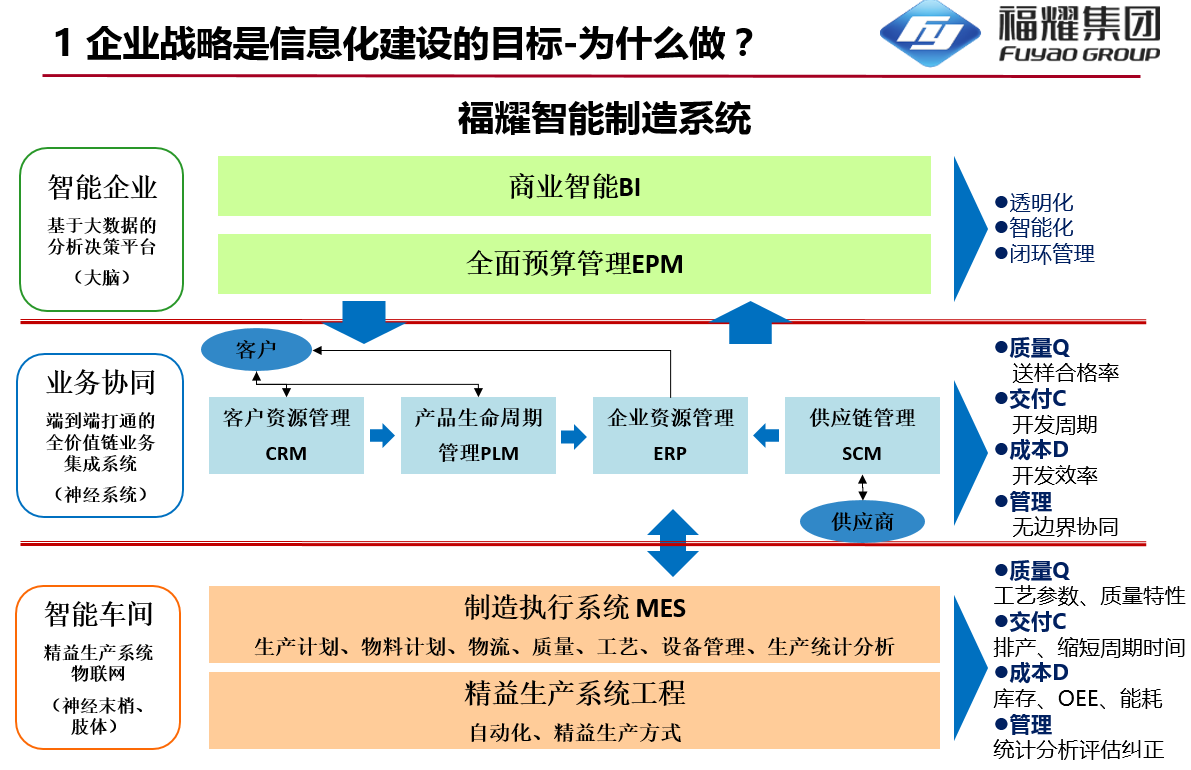 1 企业战略是信息化建设的目标-为什么做？
福耀集团
FUYAO GROUP
福耀智能制造系统
智能企业
基于大数据的
分析决策平台
（大脑）
商业智能BI
全面预算管理EPM
●透明化
●智能化
●闭环管理
业务协同
端到端打通的
全价值链业务
集成系统
（神经系统）
客户
客户资源管理
CRM
产品生命周期
管理PLM
企业资源管理
ERP
供应链管理
SCM
供应商
●质量Q
送样合格率
●交付C
开发周期
●成本D
开发效率
●管理
无边界协同
智能车间
精益生产系统
物联网
（神经末梢、
肢体）
制造执行系统 MES
生产计划、物料计划、物流、质量、工艺、设备管理、生产统计分析
精益生产系统工程
自动化、精益生产方式
●质量Q
工艺参数、质量特性
●交付C
排产、缩短周期时间
●成本D
库存、OEE、能耗
●管理
统计分析评估纠正